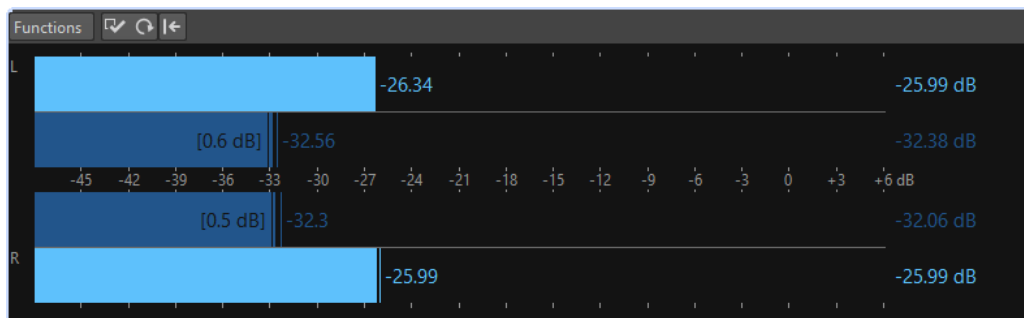 Functions
L
-26.34 -25.99 dB
[0.6 dB] -32.56 -32.38 dB
-45 -42 -39 -36 -33 -30 -27 -24 -21 -18 -15 -12 -9 -6 -3 0 +3 +6 dB
[0.5 dB] -32.3 -32.06 dB
R
-25.99 -25.99 dB